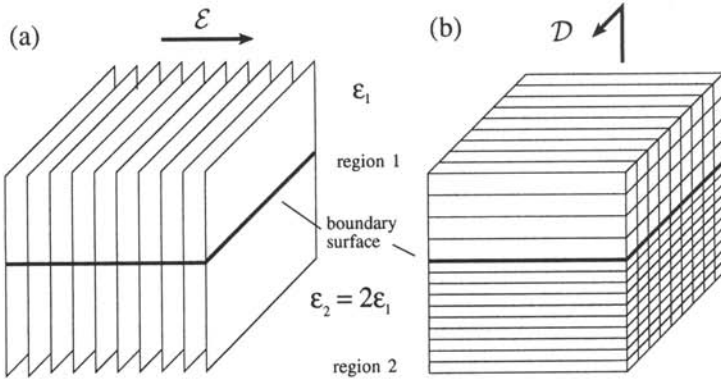 (a)
ℰ
ε₁
region 1
boundary
surface
ε₂ = 2ε₁
region 2
(b)
𝒟